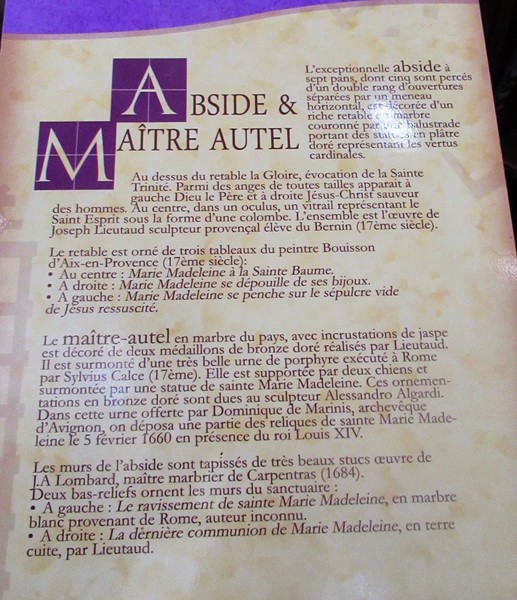 ABSIDE &
MAÎTRE AUTEL
L'exceptionnelle abside à
sept pans, dont cinq sont percés
d'un double rang d'ouvertures
séparées par un meneau
horizontal, est décorée d'un
riche retable en marbre
couronné par une balustrade
portant des statues en plâtre
doré représentant les vertus
cardinales.
Au dessus du retable la Gloire, évocation de la Sainte
Trinité. Parmi des anges de toutes tailles apparait à
gauche Dieu le Père et à droite Jésus-Christ sauveur
des hommes. Au centre, dans un oculus, un vitrail représentant le
Saint Esprit sous la forme d'une colombe. L'ensemble est l'œuvre de
Joseph Lieutaud sculpteur provençal élève du Bernin (17ème siècle).
Le retable est orné de trois tableaux du peintre Bouisson
d'Aix-en-Provence (17ème siècle):
• Au centre : Marie Madeleine à la Sainte Baume.
• A droite : Marie Madeleine se dépouille de ses bijoux.
• A gauche : Marie Madeleine se penche sur le sépulcre vide
de Jésus ressuscité.
Le maître-autel en marbre du pays, avec incrustations de jaspe
est décoré de deux médaillons de bronze doré réalisés par Lieutaud.
Il est surmonté d'une très belle urne de porphyre exécuté à Rome
par Sylvius Calce (17ème). Elle est supportée par deux chiens et
surmontée par une statue de sainte Marie Madeleine. Ces ornemen-
tations en bronze doré sont dues au sculpteur Alessandro Algardi.
Dans cette urne offerte par Dominique de Marinis, archevêque
d'Avignon, on déposa une partie des reliques de sainte Marie Made-
leine le 5 février 1660 en présence du roi Louis XIV.
Les murs de l'abside sont tapissés de très beaux stucs œuvre de
J.A Lombard, maître marbrier de Carpentras (1684).
Deux bas-reliefs ornent les murs du sanctuaire :
• A gauche : Le ravissement de sainte Marie Madeleine, en marbre
blanc provenant de Rome, auteur inconnu.
• A droite : La dernière communion de Marie Madeleine, en terre
cuite, par Lieutaud.